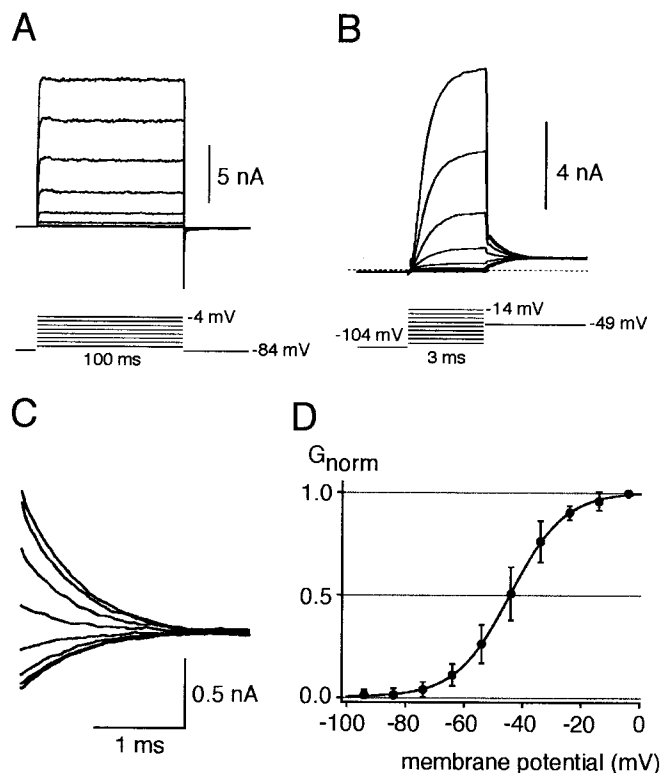 A
5 nA
-4 mV
-84 mV
100 ms
B
4 nA
-14 mV
-104 mV
-49 mV
3 ms
C
0.5 nA
1 ms
D
Gnorm
1.0
0.5
0.0
-100 -80 -60 -40 -20 0
membrane potential (mV)